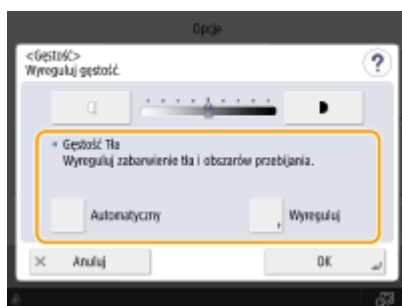 Opcje
<Gęstość>
Wyreguluj gęstość.
?
Gęstość Tła
Wyreguluj zabarwienie tła i obszarów przebijania.
Automatyczny
Wyreguluj
Anuluj
OK